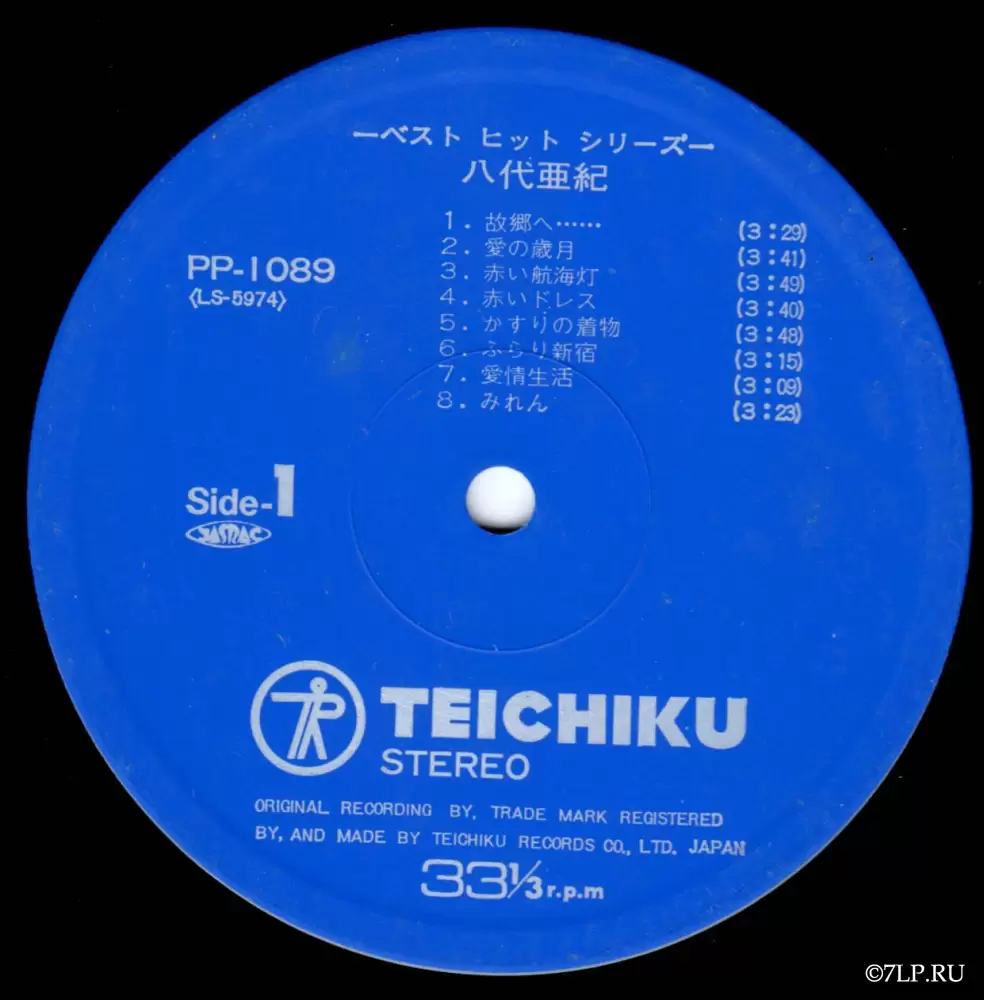 ーベスト ヒット シリーズー
八代亜紀
1. 故郷へ…… (3:29)
2. 愛の歳月 (3:41)
3. 赤い航海灯 (3:49)
4. 赤いドレス (3:40)
5. かすりの着物 (3:48)
6. ふらり新宿 (3:15)
7. 愛情生活 (3:09)
8. みれん (3:23)
PP-1089
〈LS-5974〉
Side-1
JASRAC
TEICHIKU
STEREO
ORIGINAL RECORDING BY, TRADE MARK REGISTERED
BY, AND MADE BY TEICHIKU RECORDS CO., LTD. JAPAN
33 1/3 r.p.m
©7LP.RU